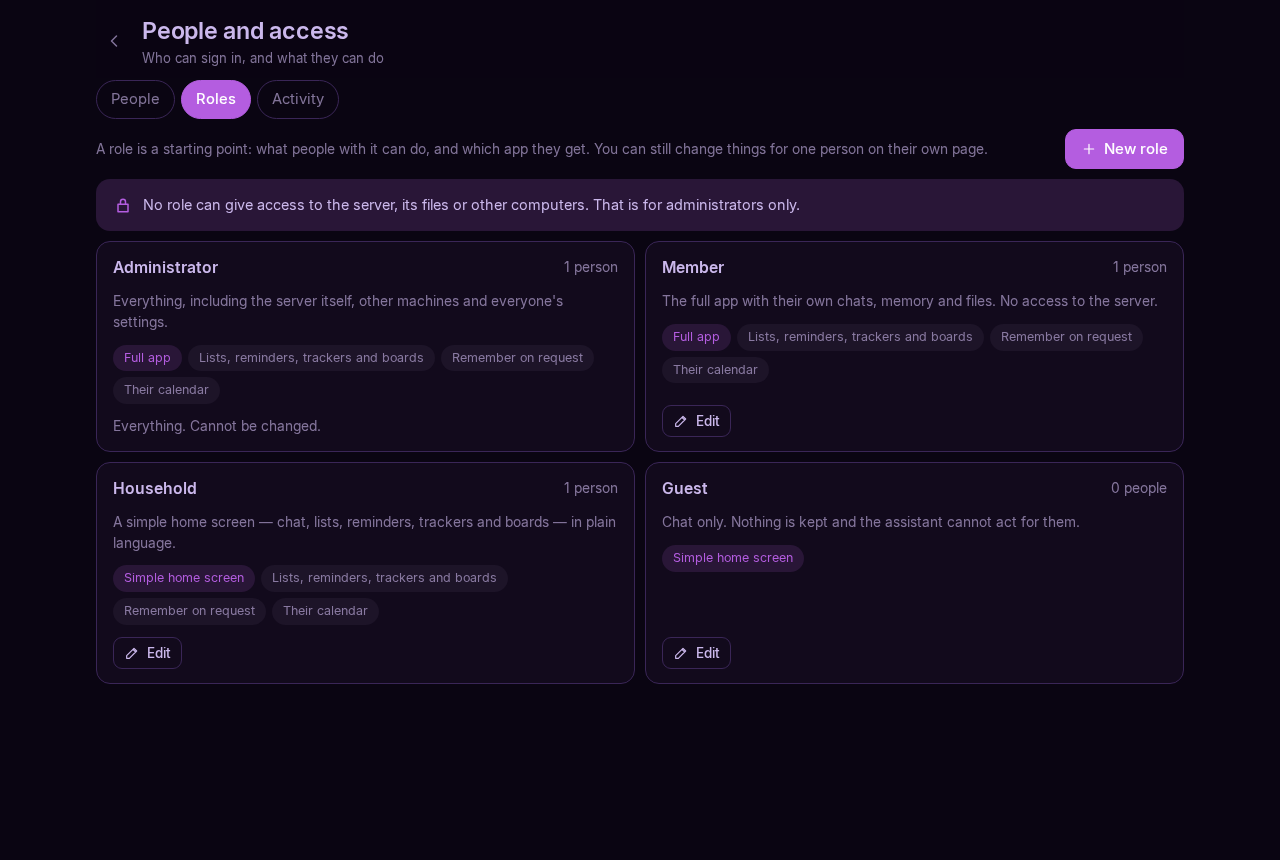 People and access
Who can sign in, and what they can do
People
Roles
Activity
A role is a starting point: what people with it can do, and which app they get. You can still change things for one person on their own page.
New role
No role can give access to the server, its files or other computers. That is for administrators only.
Administrator
1 person
Everything, including the server itself, other machines and everyone's
settings.
Full app
Lists, reminders, trackers and boards
Remember on request
Their calendar
Everything. Cannot be changed.
Member
1 person
The full app with their own chats, memory and files. No access to the server.
Full app
Lists, reminders, trackers and boards
Remember on request
Their calendar
Edit
Household
1 person
A simple home screen — chat, lists, reminders, trackers and boards — in plain
language.
Simple home screen
Lists, reminders, trackers and boards
Remember on request
Their calendar
Edit
Guest
0 people
Chat only. Nothing is kept and the assistant cannot act for them.
Simple home screen
Edit